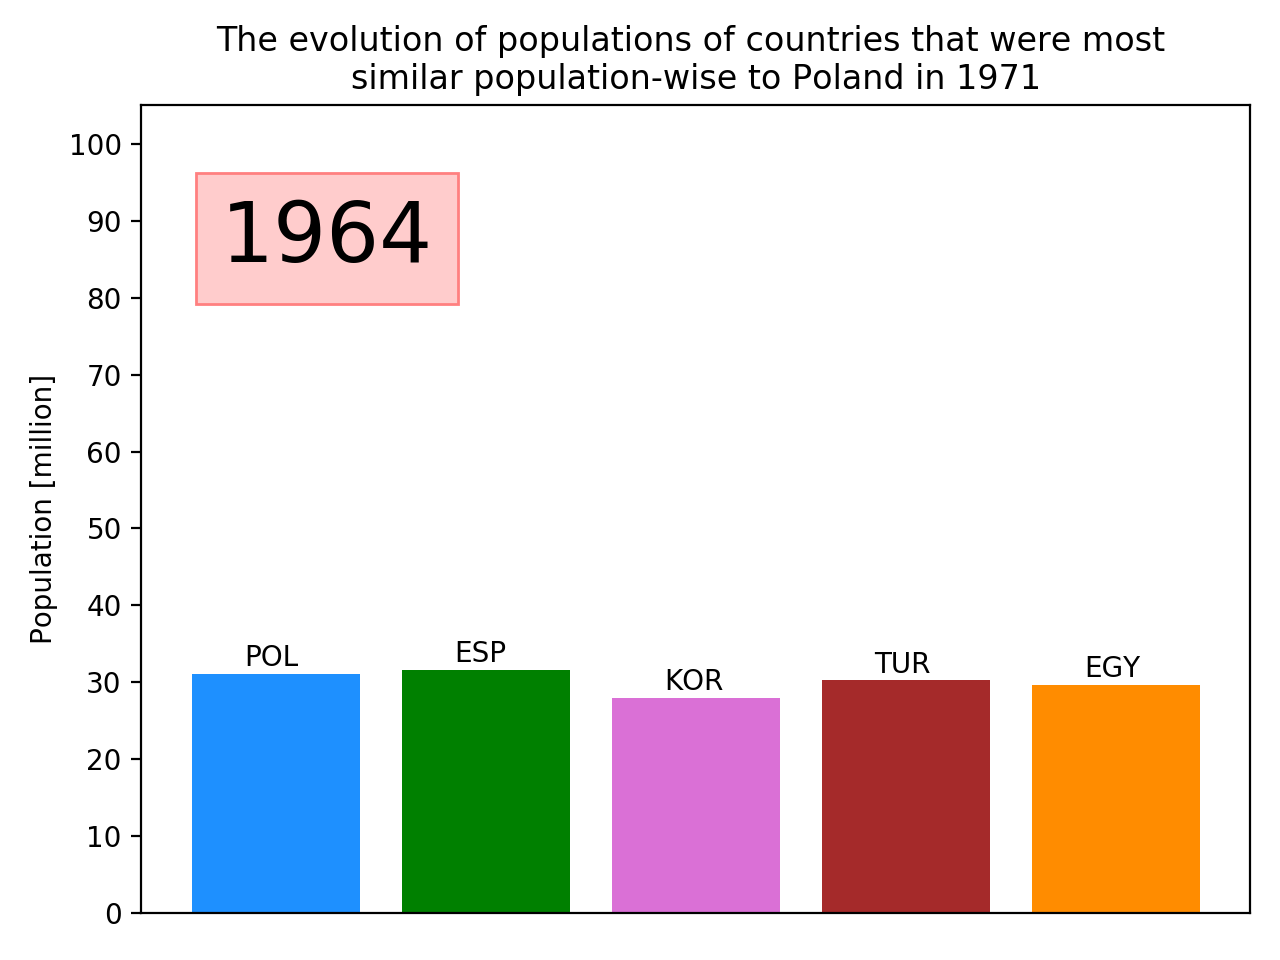 The evolution of populations of countries that were most
similar population-wise to Poland in 1971
100
90
80
70
60
50
40
30
20
10
0
Population [million]
1964
POL
ESP
KOR
TUR
EGY